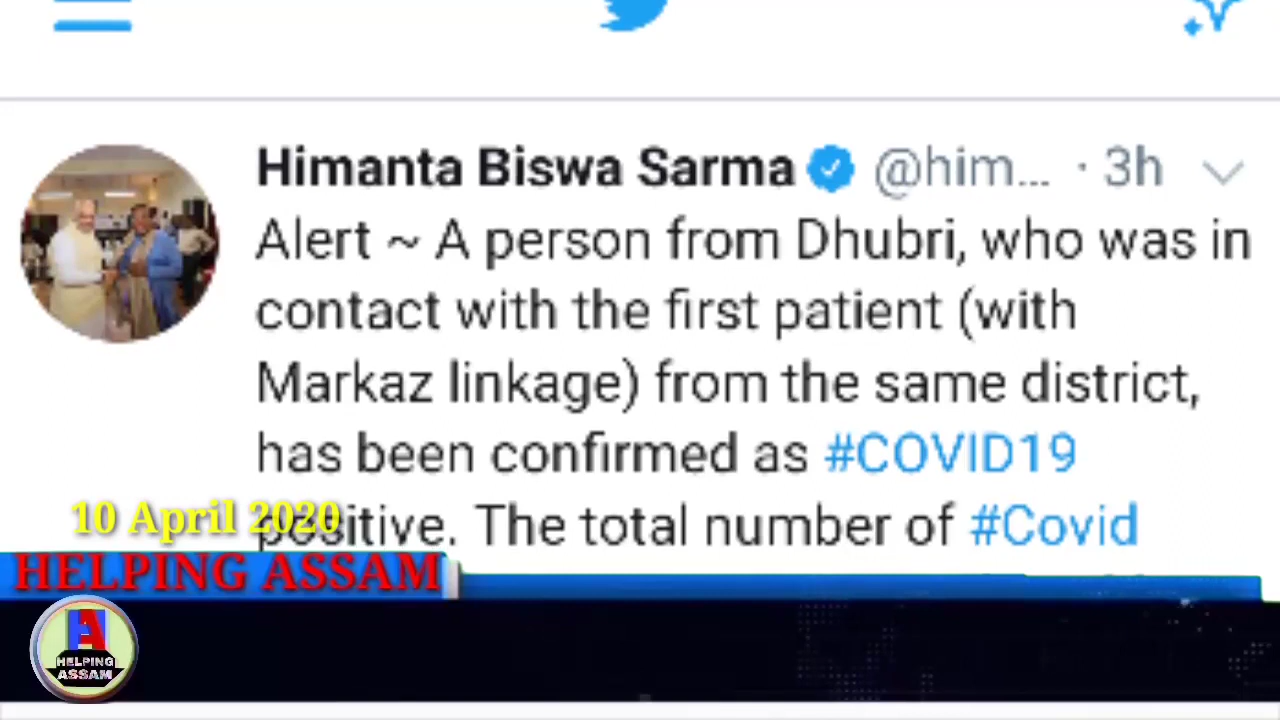 Himanta Biswa Sarma @him... · 3h
Alert ~ A person from Dhubri, who was in
contact with the first patient (with
Markaz linkage) from the same district,
has been confirmed as #COVID19
positive. The total number of #Covid
10 April 2020
HELPING ASSAM
HELPING
ASSAM